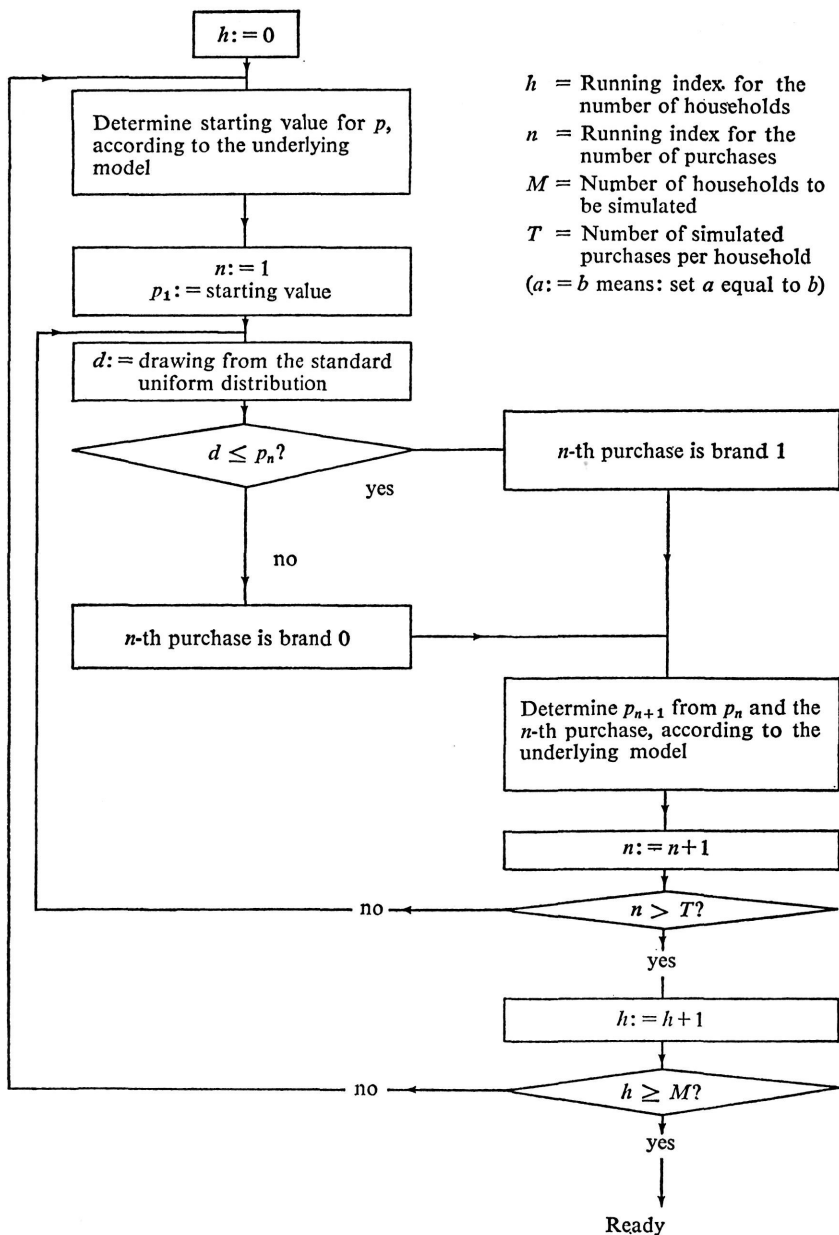 h: = 0
Determine starting value for p,
according to the underlying
model
n: = 1
p₁: = starting value
d: = drawing from the standard
uniform distribution
d ≤ pₙ?
yes
no
n-th purchase is brand 1
n-th purchase is brand 0
Determine pₙ₊₁ from pₙ and the
n-th purchase, according to the
underlying model
n: = n+1
n > T?
no
yes
h: = h+1
h ≥ M?
no
yes
Ready
h = Running index for the
number of households
n = Running index for the
number of purchases
M = Number of households to
be simulated
T = Number of simulated
purchases per household
(a: = b means: set a equal to b)